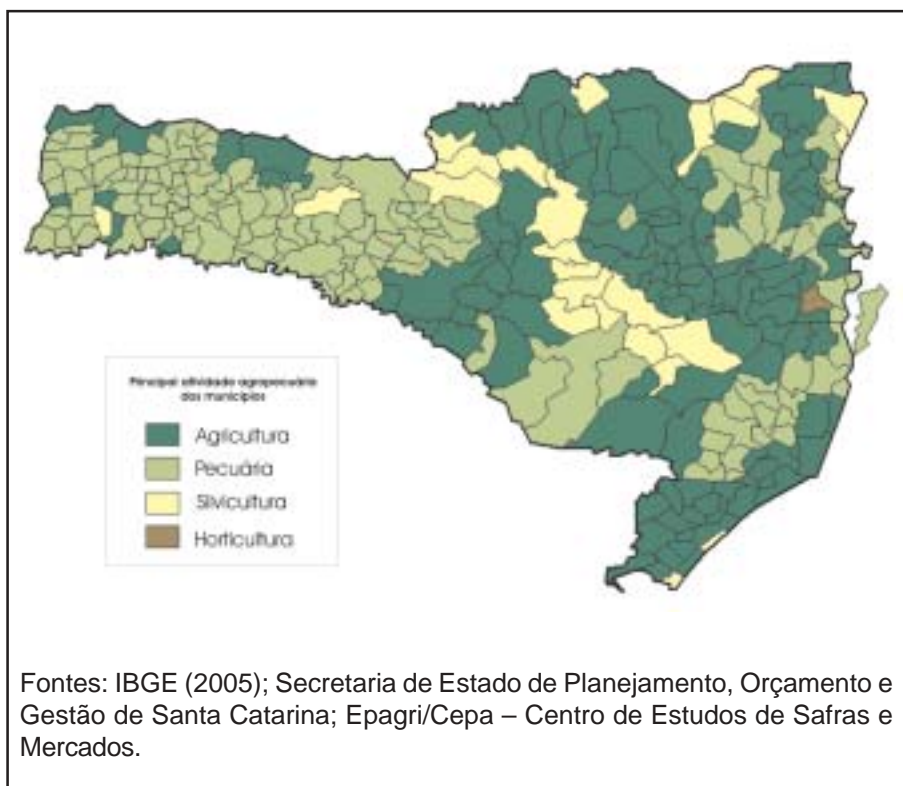 Principal atividade agropecuária
dos municípios
Agricultura
Pecuária
Silvicultura
Horticultura
Fontes: IBGE (2005); Secretaria de Estado de Planejamento, Orçamento e
Gestão de Santa Catarina; Epagri/Cepa – Centro de Estudos de Safras e
Mercados.